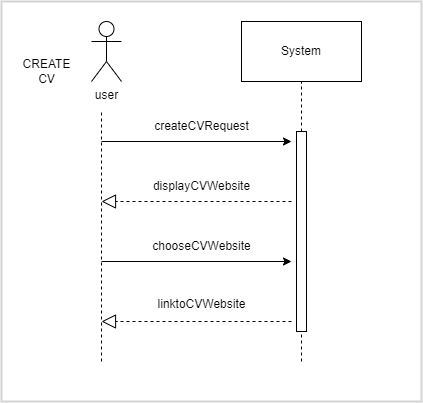 CREATE
CV
user
System
createCVRequest
displayCVWebsite
chooseCVWebsite
linktoCVWebsite